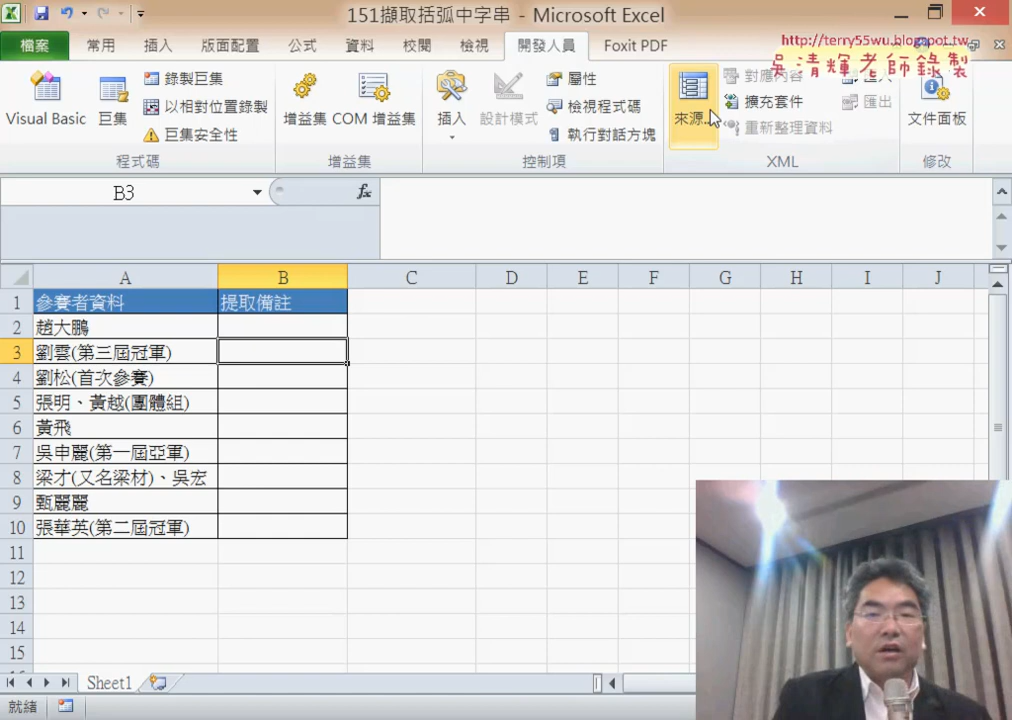 151擷取括弧中字串 - Microsoft Excel
http://terry55wu.blogspot.tw
吳清輝老師錄製
檔案 常用 插入 版面配置 公式 資料 校閱 檢視 開發人員 Foxit PDF
Visual Basic 巨集 錄製巨集 以相對位置錄製 巨集安全性
增益集 COM 增益集
插入 設計模式 屬性 檢視程式碼 執行對話方塊
來源... 擴充套件 重新整理資料 匯出
文件面板
程式碼 增益集 控制項 XML 修改
B3 fx
A B C D E F G H I J
1 參賽者資料 提取備註
2 趙大鵬
3 劉雲(第三屆冠軍)
4 劉松(首次參賽)
5 張明、黃越(團體組)
6 黃飛
7 吳申麗(第一屆亞軍)
8 梁才(又名梁材)、吳宏
9 甄麗麗
10 張華英(第二屆冠軍)
11
12
13
14
15
Sheet1
就緒